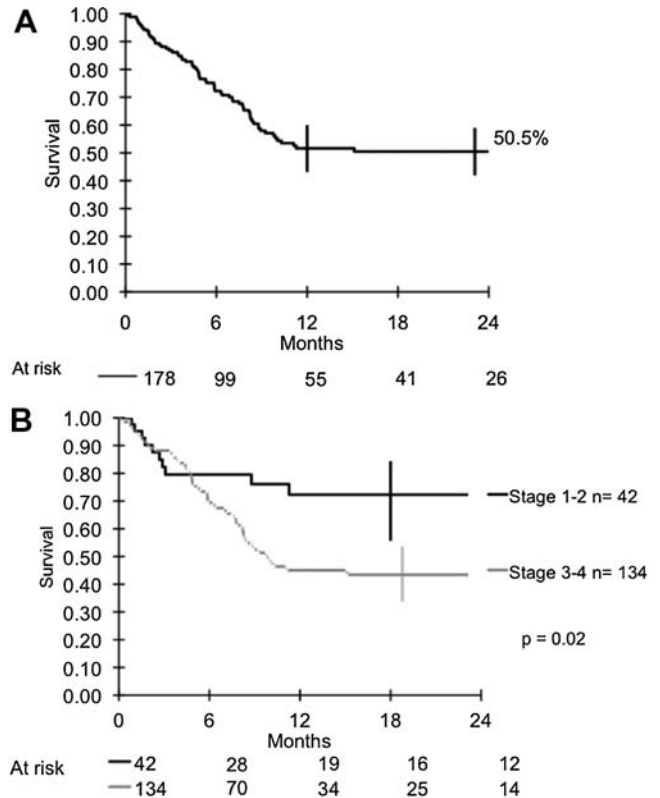 A
1.00
0.90
0.80
0.70
0.60
0.50
0.40
0.30
0.20
0.10
0.00
Survival
50.5%
0 6 12 18 24
Months
At risk 178 99 55 41 26
B
1.00
0.90
0.80
0.70
0.60
0.50
0.40
0.30
0.20
0.10
0.00
Survival
Stage 1-2 n= 42
Stage 3-4 n= 134
p = 0.02
0 6 12 18 24
Months
At risk 42 28 19 16 12
134 70 34 25 14